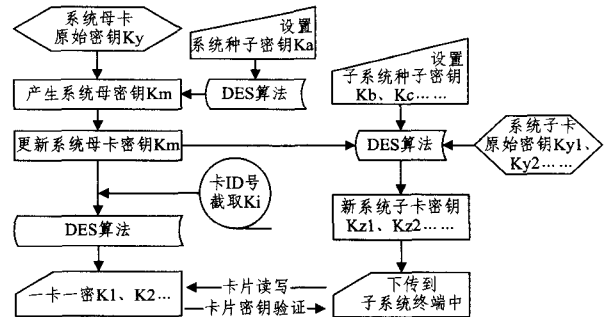 系统母卡
原始密钥Ky
设置
系统种子密钥Ka
设置
子系统种子密钥
Kb、Kc……
产生系统母密钥Km
DES算法
更新系统母卡密钥Km
DES算法
系统子卡
原始密钥Ky1、
Ky2……
卡ID号
截取Ki
新系统子卡密钥
Kz1、Kz2……
DES算法
一卡一密K1、K2…
卡片读写
卡片密钥验证
下传到
子系统终端中